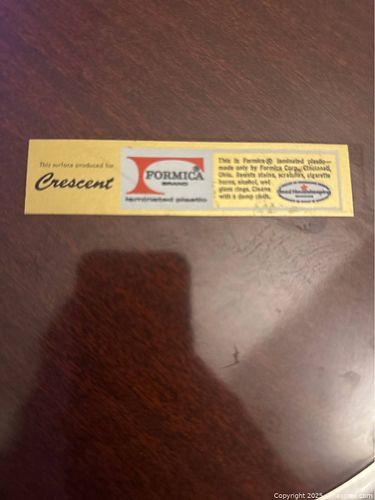 This surface produced for
Crescent
FORMICA
BRAND
laminated plastic
This is Formica® laminated plastic—
made only by Formica Corp., Cincinnati,
Ohio. Resists stains, scratches, cigarette
burns, alcohol, wet
glass rings. Cleans
with a damp cloth.
Good Housekeeping
Copyright 2025